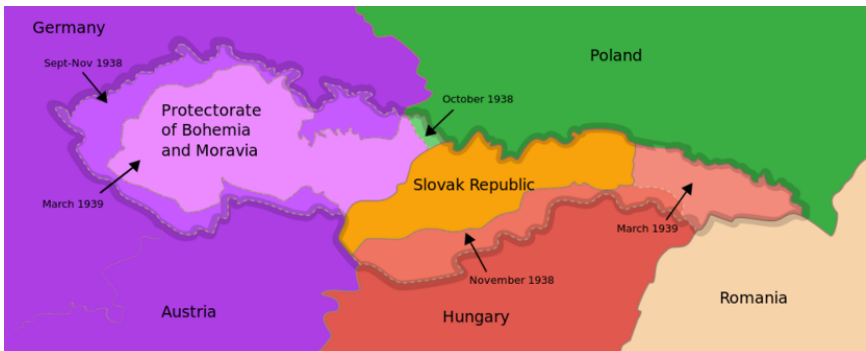 Germany
Sept-Nov 1938
Poland
October 1938
Protectorate
of Bohemia
and Moravia
Slovak Republic
March 1939
March 1939
November 1938
Austria
Hungary
Romania